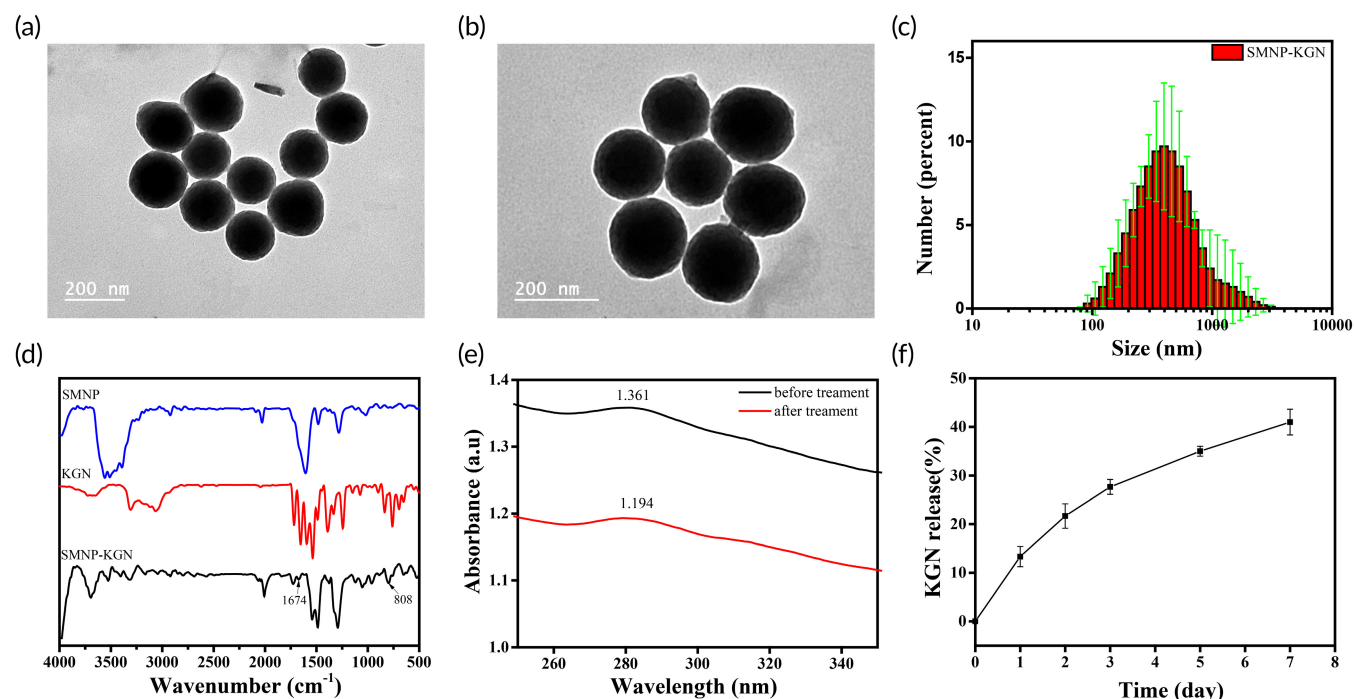 (a)
200 nm
(b)
200 nm
(c)
SMNP-KGN
15
10
5
0
Number (percent)
10 100 1000 10000
Size (nm)
(d)
SMNP
KGN
SMNP-KGN
1674
808
4000 3500 3000 2500 2000 1500 1000 500
Wavenumber (cm-1)
(e)
1.4
1.3
1.2
1.1
1.0
Absorbance (a.u)
1.361
1.194
before treament
after treament
260 280 300 320 340
Wavelength (nm)
(f)
50
40
30
20
10
0
KGN release(%)
0 1 2 3 4 5 6 7 8
Time (day)